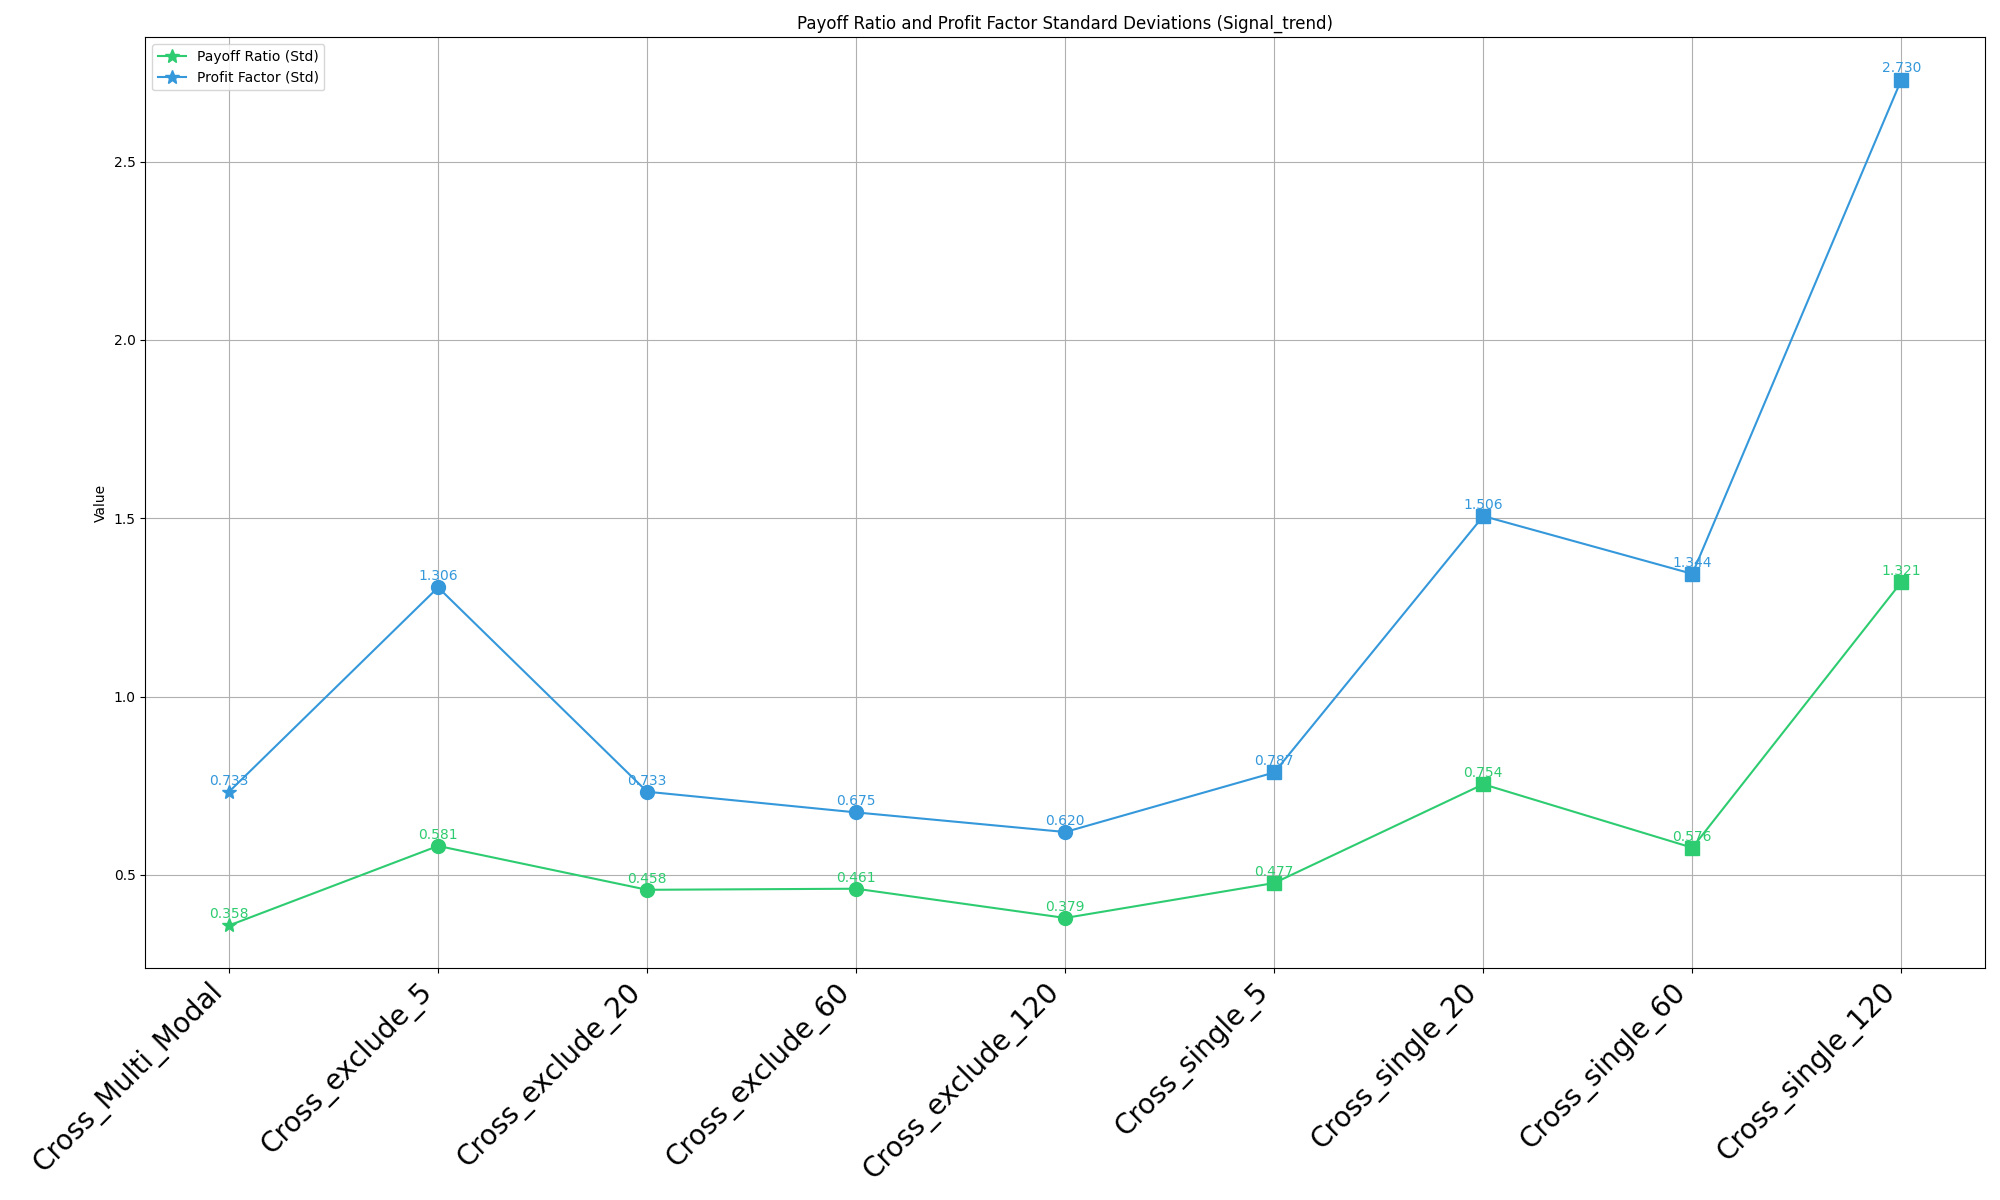 Payoff Ratio and Profit Factor Standard Deviations (Signal_trend)
Payoff Ratio (Std)
Profit Factor (Std)
Value
2.5
2.0
1.5
1.0
0.5
0.733
1.306
0.733
0.675
0.620
0.787
1.506
1.344
2.730
0.358
0.581
0.458
0.461
0.379
0.477
0.754
0.576
1.321
Cross_Multi_Modal
Cross_exclude_5
Cross_exclude_20
Cross_exclude_60
Cross_exclude_120
Cross_single_5
Cross_single_20
Cross_single_60
Cross_single_120